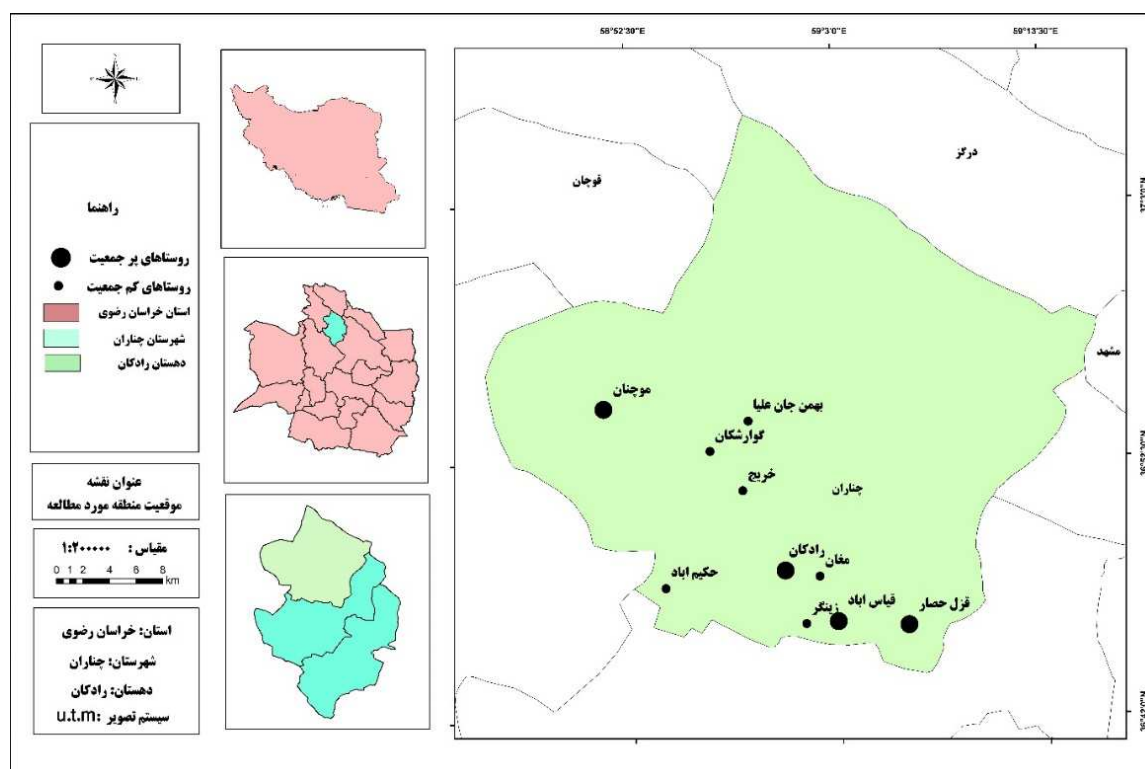 راهنما
روستاهای پر جمعیت
روستاهای کم جمعیت
استان خراسان رضوی
شهرستان چناران
دهستان رادکان
عنوان نقشه
موقعیت منطقه مورد مطالعه
مقیاس : ۱:۲۰۰۰۰۰
0 1 2 4 6 8
km
استان: خراسان رضوی
شهرستان: چناران
دهستان: رادکان
سیستم تصویر :u.t.m
58°52'30"E 59°3'0"E 59°13'30"E
درگز
قوچان
مشهد
موچنان
بهمن جان علیا
گوارشکان
خریج
چناران
رادکان
مغان
حکیم اباد
زینگر
قیاس اباد
قزل حصار